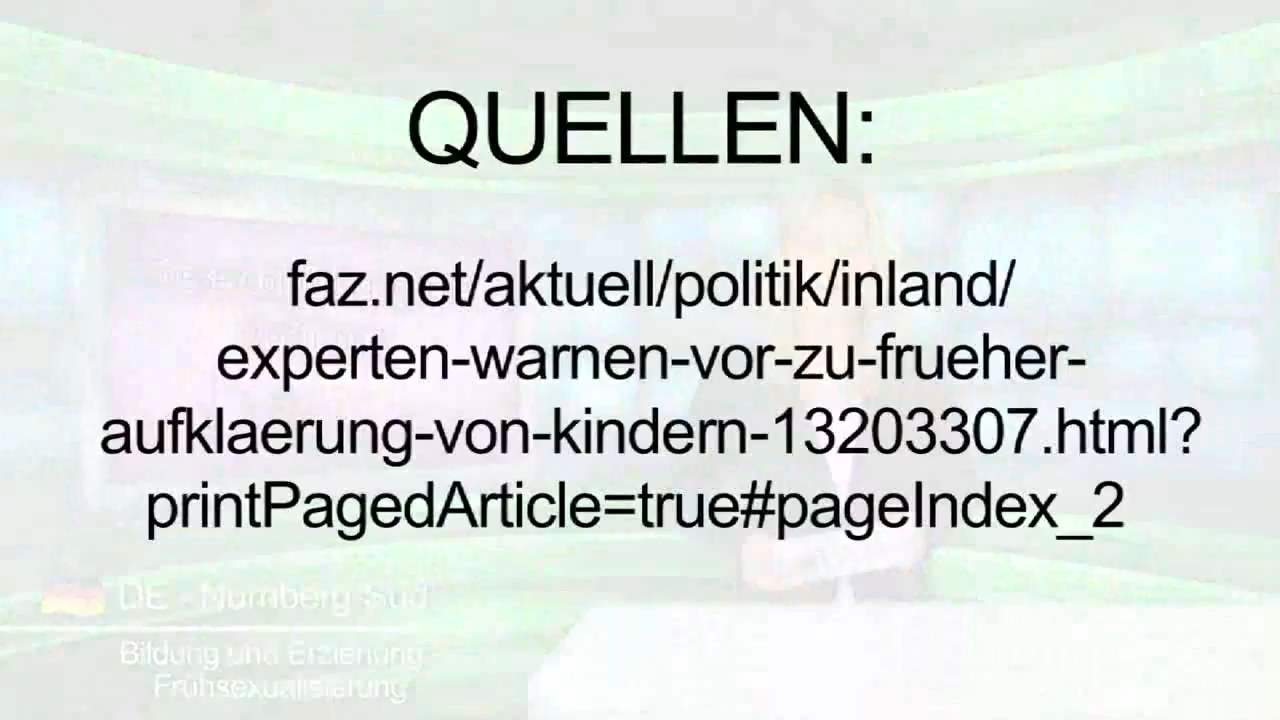 QUELLEN:
faz.net/aktuell/politik/inland/
experten-warnen-vor-zu-frueher-
aufklaerung-von-kindern-13203307.html?
printPagedArticle=true#pageIndex_2
DE - Nürnberg-Süd
Bildung und Erziehung -
Frühsexualisierung